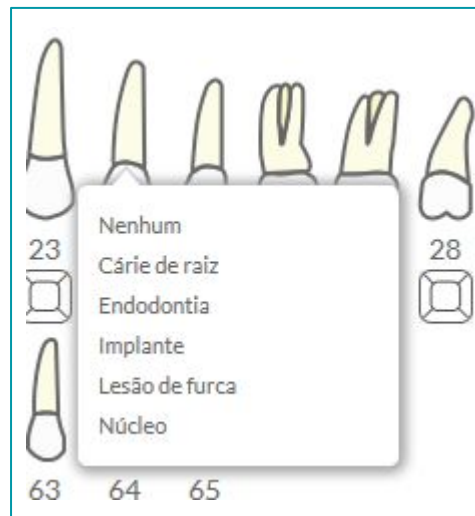 23
28
Nenhum
Cárie de raiz
Endodontia
Implante
Lesão de furca
Núcleo
63 64 65